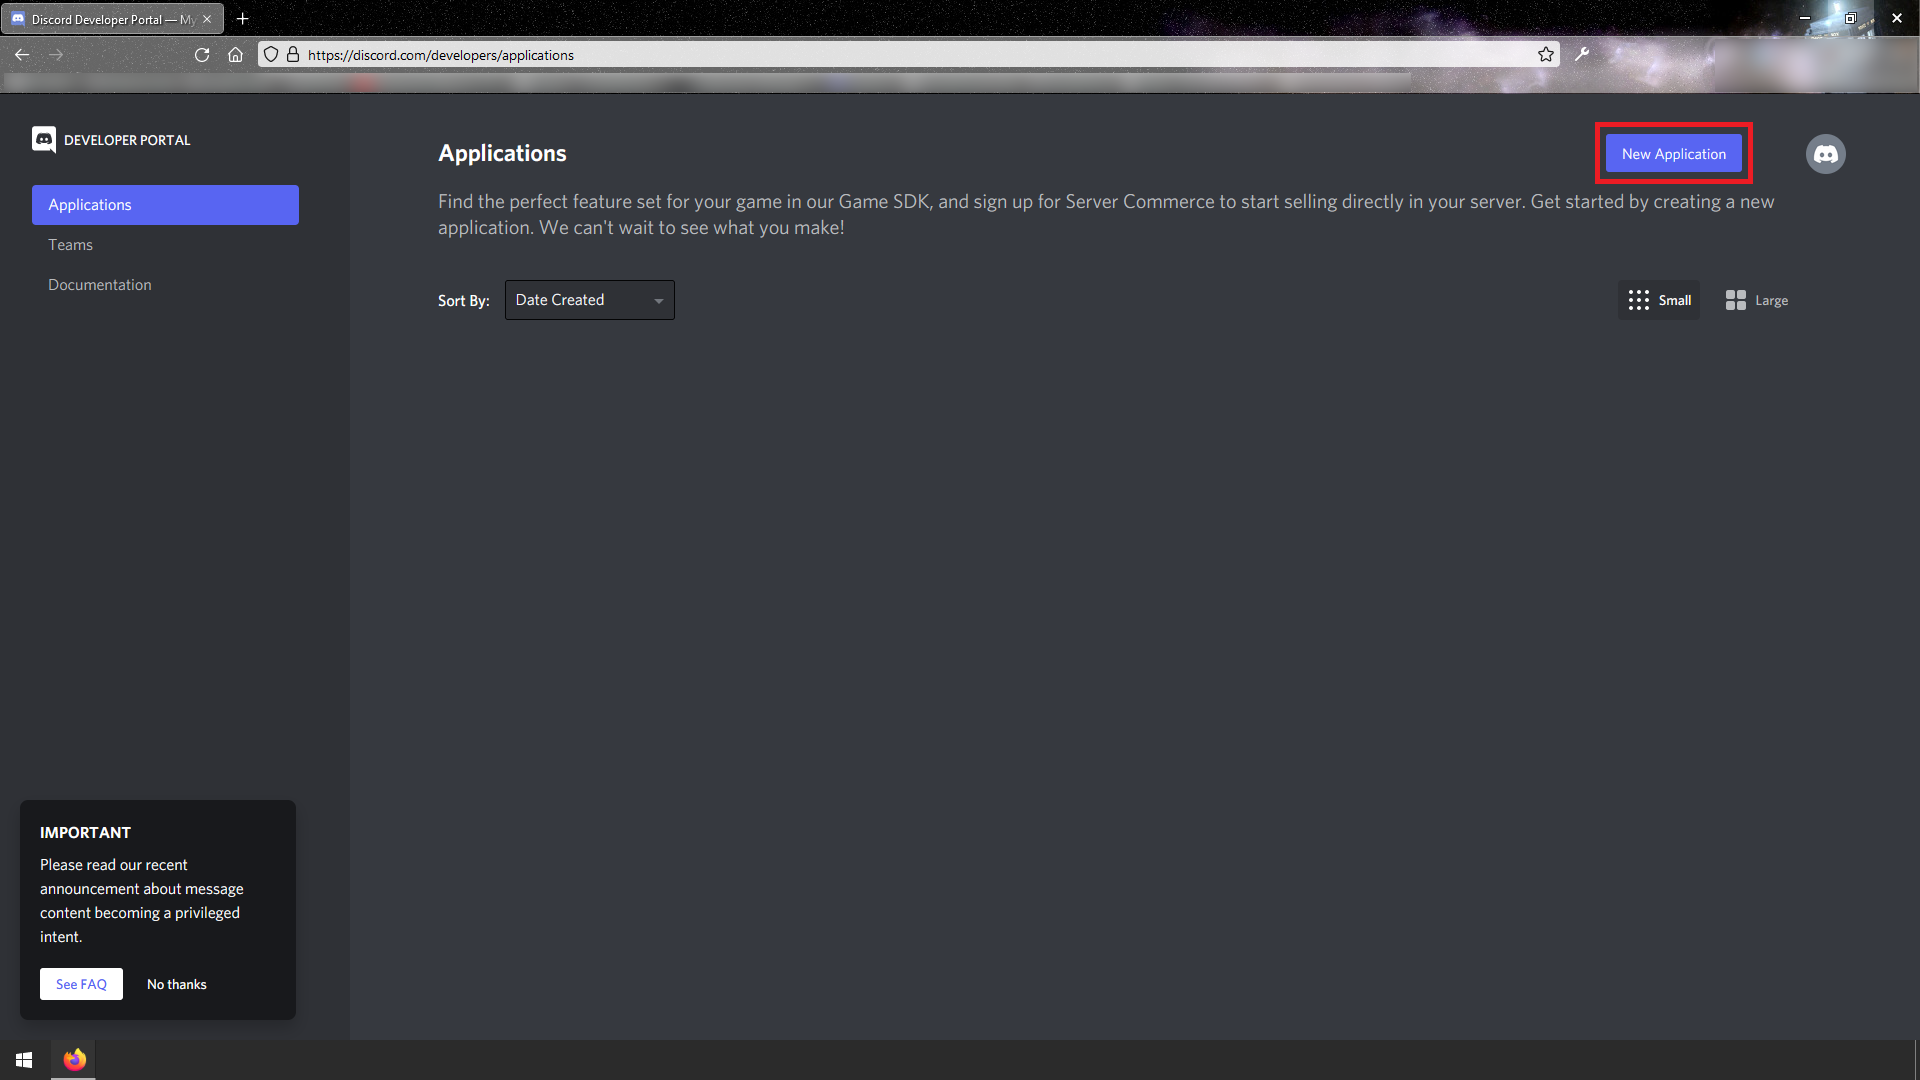 Discord Developer Portal — My
https://discord.com/developers/applications
DEVELOPER PORTAL
Applications
Teams
Documentation
Applications
New Application
Find the perfect feature set for your game in our Game SDK, and sign up for Server Commerce to start selling directly in your server. Get started by creating a new
application. We can't wait to see what you make!
Sort By:
Date Created
Small
Large
IMPORTANT
Please read our recent
announcement about message
content becoming a privileged
intent.
See FAQ
No thanks